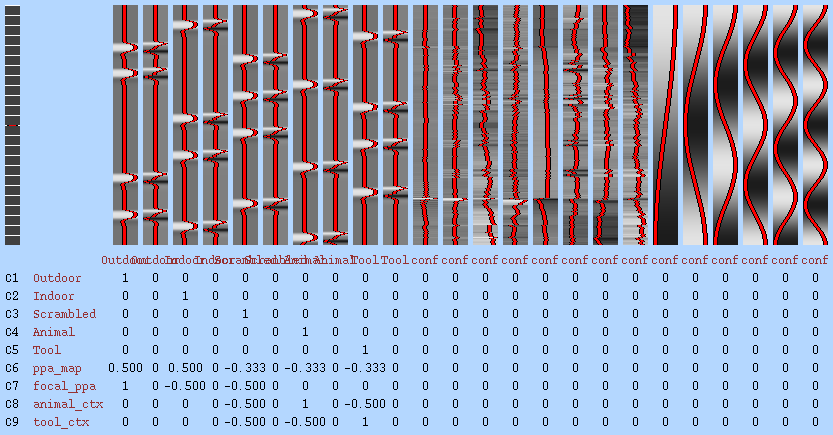 Outdoor Outdoor Indoor Indoor Scrambled Scrambled Animal Animal Tool Tool conf conf conf conf conf conf conf conf conf conf conf conf conf conf
C1 Outdoor 1 0 0 0 0 0 0 0 0 0 0 0 0 0 0 0 0 0 0 0 0 0 0 0
C2 Indoor 0 0 1 0 0 0 0 0 0 0 0 0 0 0 0 0 0 0 0 0 0 0 0 0
C3 Scrambled 0 0 0 0 1 0 0 0 0 0 0 0 0 0 0 0 0 0 0 0 0 0 0 0
C4 Animal 0 0 0 0 0 0 1 0 0 0 0 0 0 0 0 0 0 0 0 0 0 0 0 0
C5 Tool 0 0 0 0 0 0 0 0 1 0 0 0 0 0 0 0 0 0 0 0 0 0 0 0
C6 ppa_map 0.500 0 0.500 0 -0.333 0 -0.333 0 -0.333 0 0 0 0 0 0 0 0 0 0 0 0 0 0 0
C7 focal_ppa 1 0 -0.500 0 -0.500 0 0 0 0 0 0 0 0 0 0 0 0 0 0 0 0 0 0 0
C8 animal_ctx 0 0 0 0 -0.500 0 1 0 -0.500 0 0 0 0 0 0 0 0 0 0 0 0 0 0 0
C9 tool_ctx 0 0 0 0 -0.500 0 -0.500 0 1 0 0 0 0 0 0 0 0 0 0 0 0 0 0 0